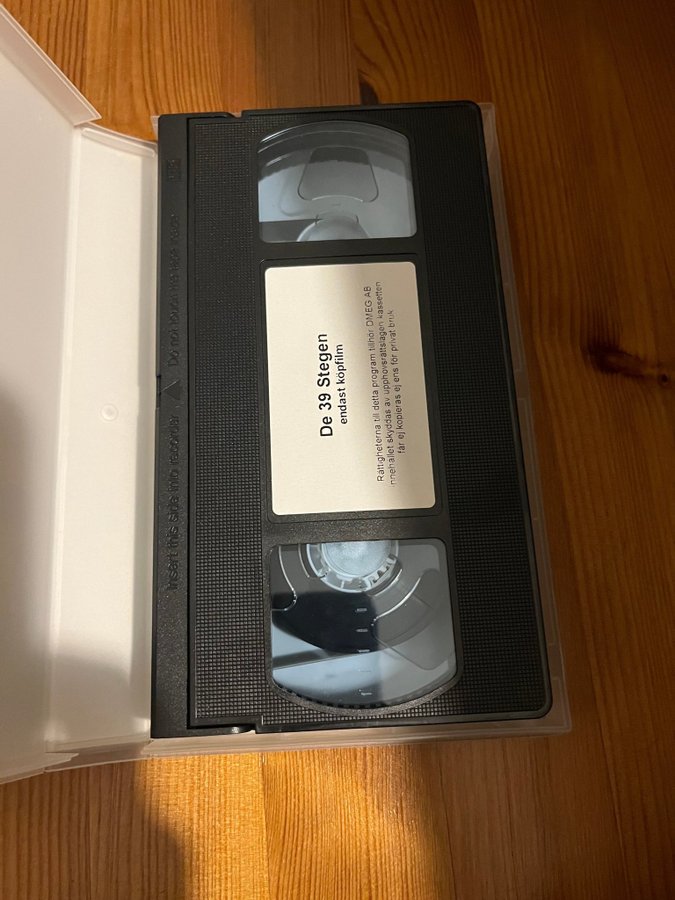 De 39 Stegen
endast köpfilm
Rättigheterna till detta program tillhör DMEG AB
innehållet skyddas av upphovsrättslagen kassetten
får ej kopieras ej ens för privat bruk
Insert this side into recorder
Do not touch the tape inside